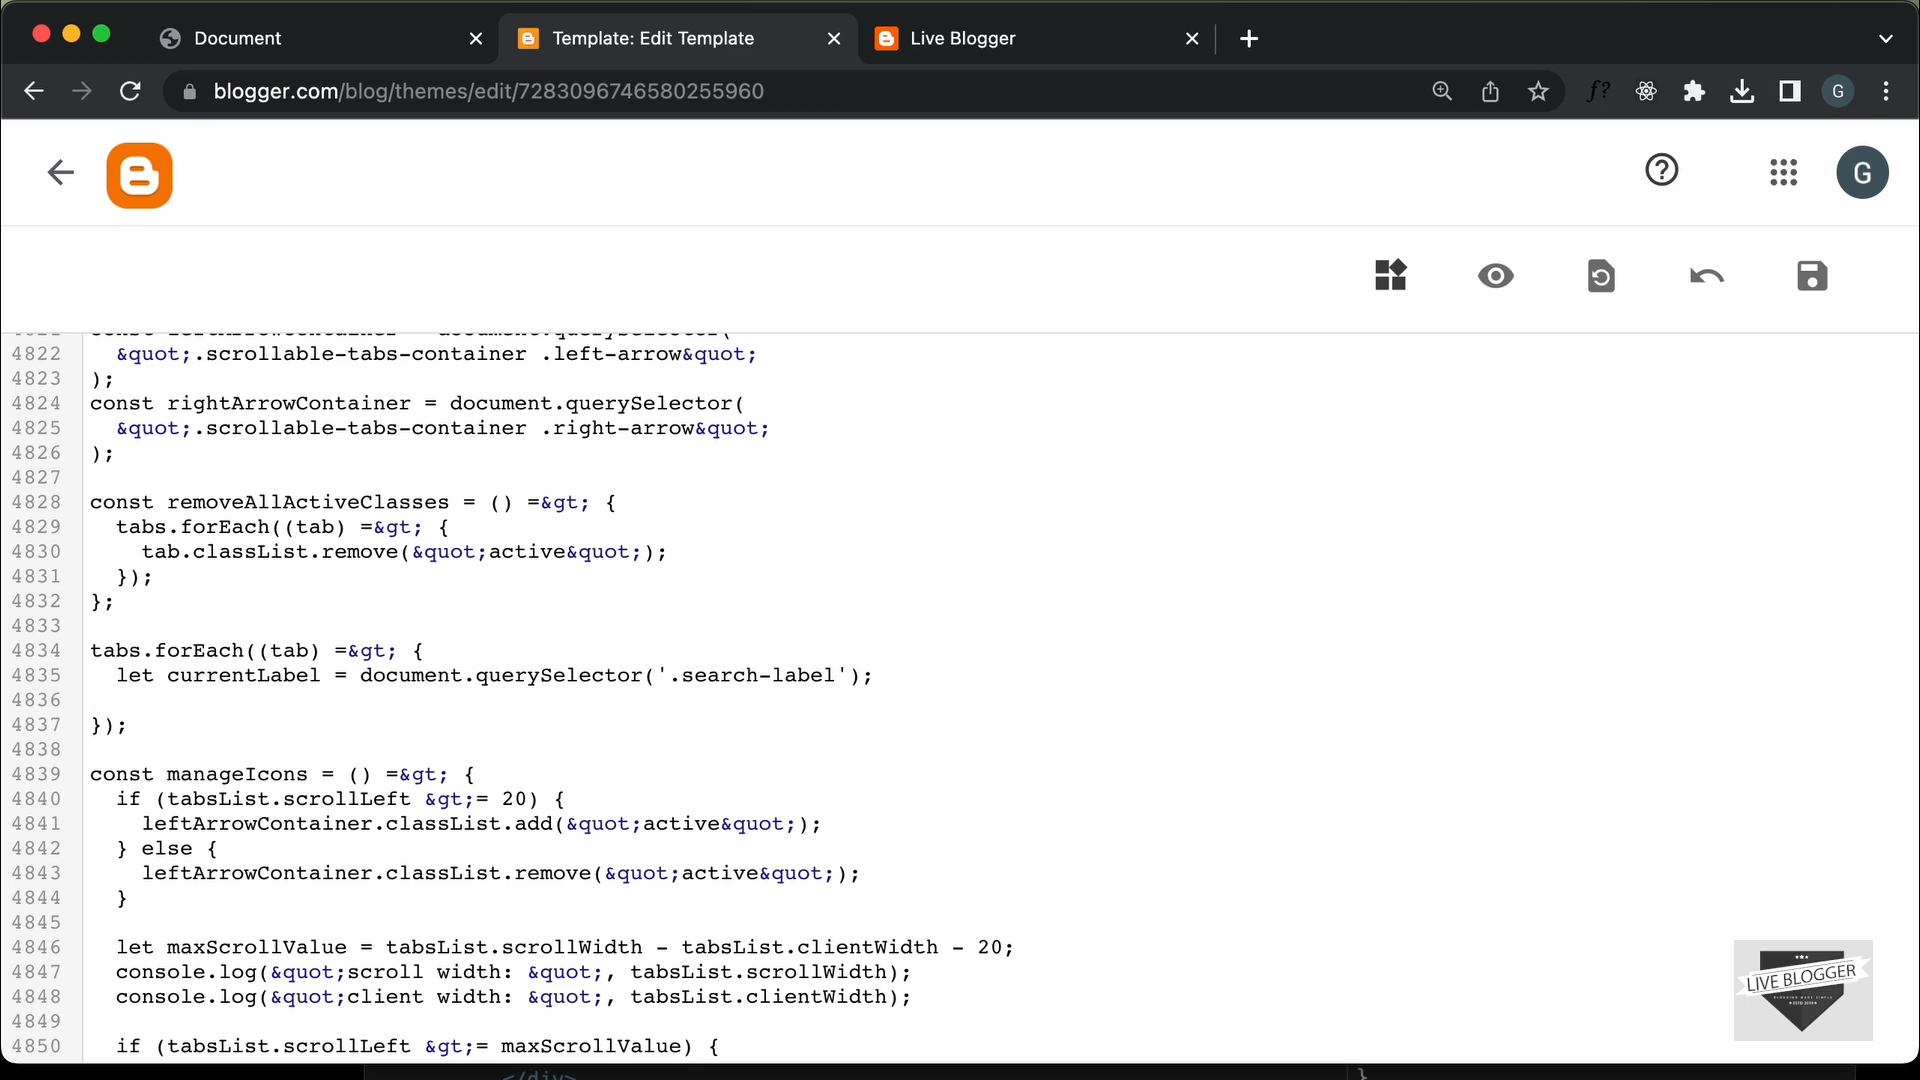 Document
Template: Edit Template
Live Blogger
blogger.com/blog/themes/edit/7283096746580255960
f?
G
G
4822   &quot;.scrollable-tabs-container .left-arrow&quot;
4823 );
4824 const rightArrowContainer = document.querySelector(
4825   &quot;.scrollable-tabs-container .right-arrow&quot;
4826 );
4827
4828 const removeAllActiveClasses = () =&gt; {
4829   tabs.forEach((tab) =&gt; {
4830     tab.classList.remove(&quot;active&quot;);
4831   });
4832 };
4833
4834 tabs.forEach((tab) =&gt; {
4835   let currentLabel = document.querySelector('.search-label');
4836
4837 });
4838
4839 const manageIcons = () =&gt; {
4840   if (tabsList.scrollLeft &gt;= 20) {
4841     leftArrowContainer.classList.add(&quot;active&quot;);
4842   } else {
4843     leftArrowContainer.classList.remove(&quot;active&quot;);
4844   }
4845
4846   let maxScrollValue = tabsList.scrollWidth - tabsList.clientWidth - 20;
4847   console.log(&quot;scroll width: &quot;, tabsList.scrollWidth);
4848   console.log(&quot;client width: &quot;, tabsList.clientWidth);
4849
4850   if (tabsList.scrollLeft &gt;= maxScrollValue) {
LIVE BLOGGER